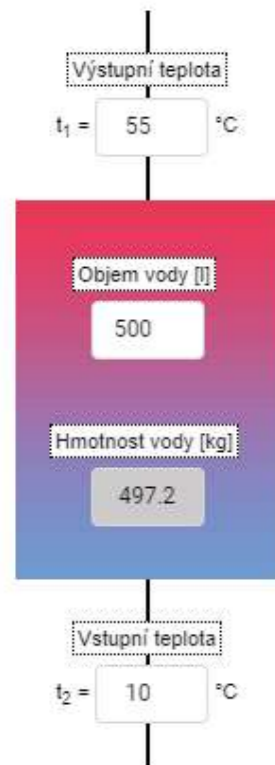 Výstupní teplota
t₁ = 55 °C
Objem vody [l]
500
Hmotnost vody [kg]
497.2
Vstupní teplota
t₂ = 10 °C